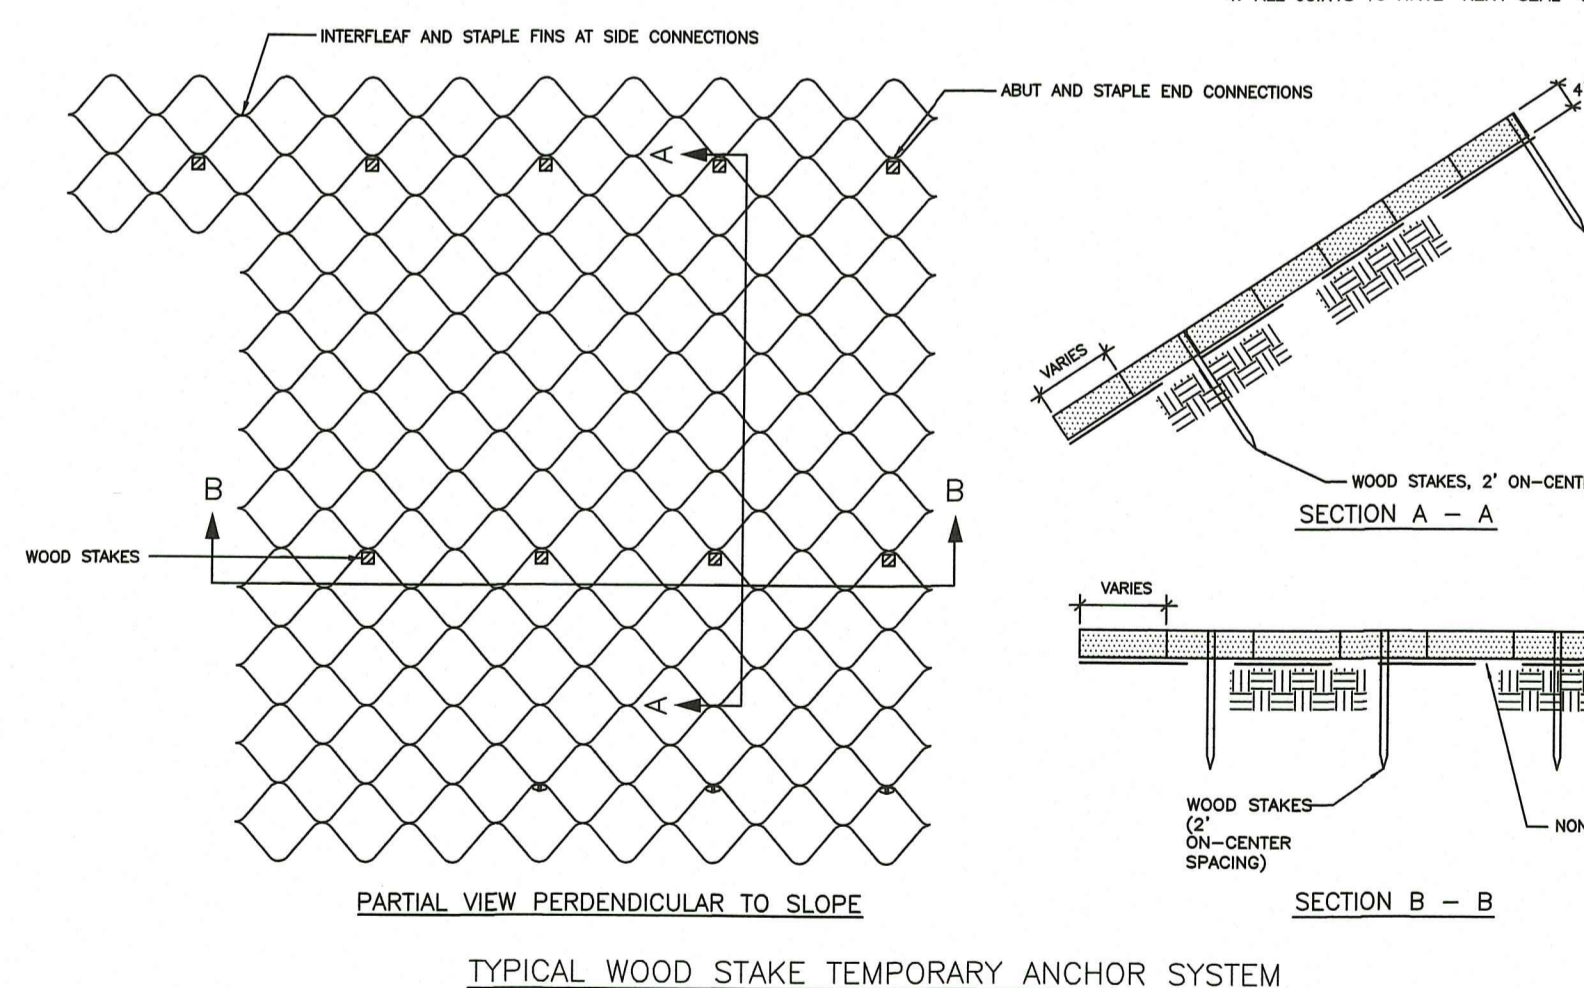 INTERFLEAF AND STAPLE FINS AT SIDE CONNECTIONS
ABUT AND STAPLE END CONNECTIONS
4
A
VARIES
B
B
WOOD STAKES, 2' ON-CENT
SECTION A - A
WOOD STAKES
VARIES
A
WOOD STAKES
(2'
ON-CENTER
SPACING)
NON
PARTIAL VIEW PERDENDICULAR TO SLOPE
SECTION B - B
TYPICAL WOOD STAKE TEMPORARY ANCHOR SYSTEM